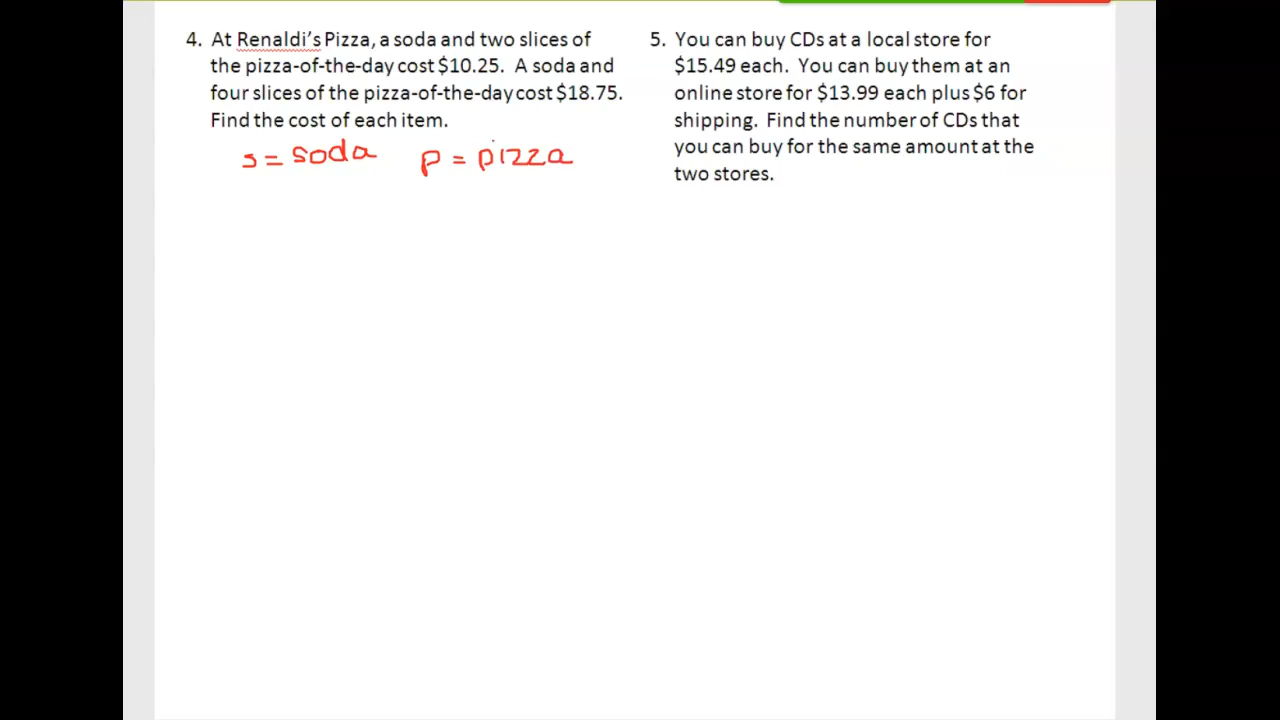 4. At Renaldi's Pizza, a soda and two slices of
the pizza-of-the-day cost $10.25. A soda and
four slices of the pizza-of-the-day cost $18.75.
Find the cost of each item.
s = soda p = pizza
5. You can buy CDs at a local store for
$15.49 each. You can buy them at an
online store for $13.99 each plus $6 for
shipping. Find the number of CDs that
you can buy for the same amount at the
two stores.